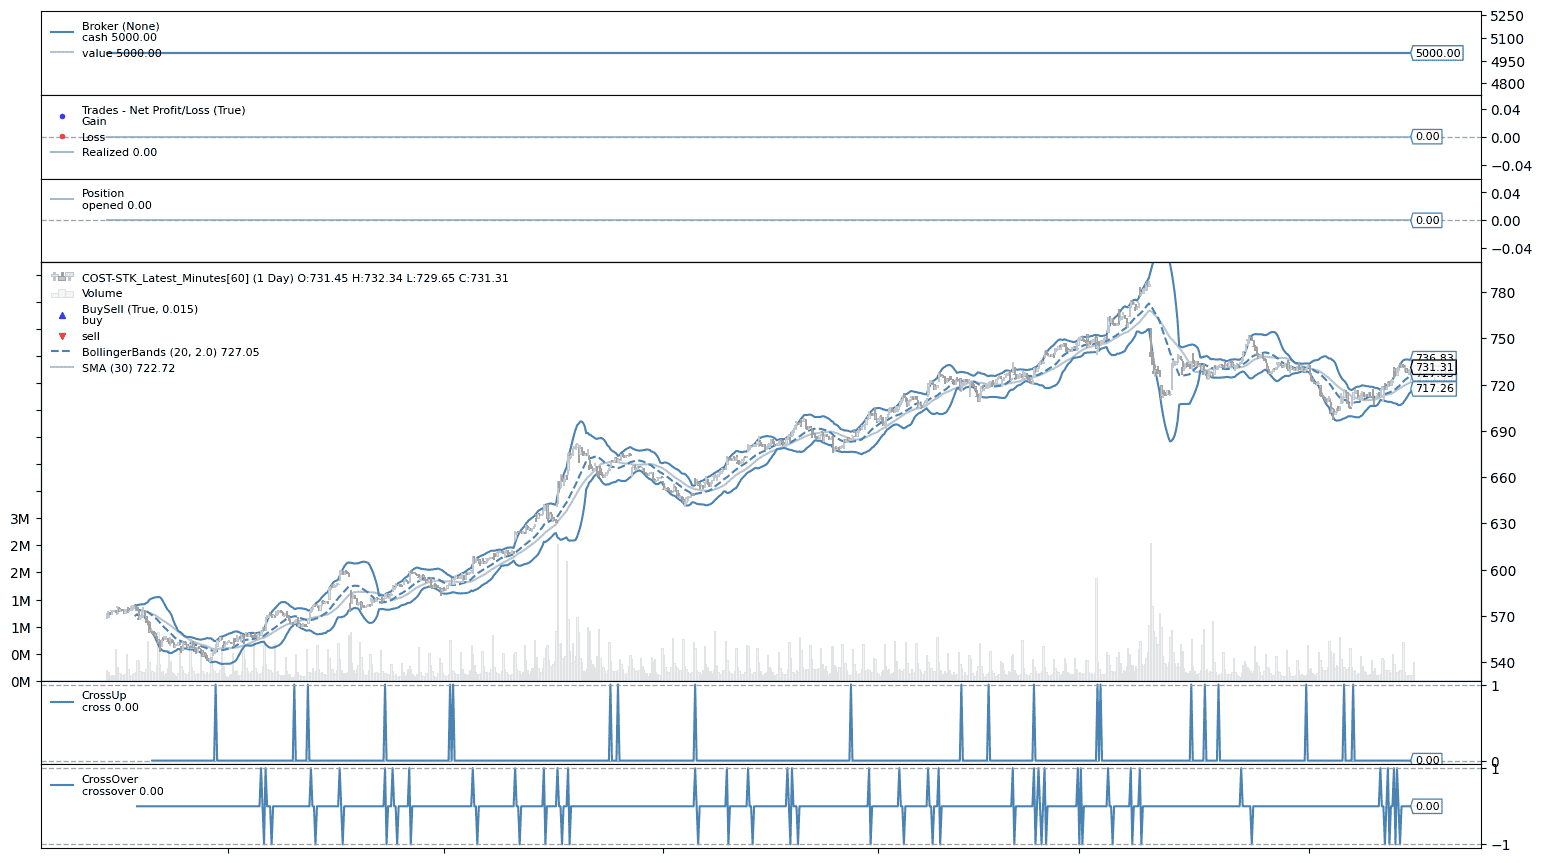 Broker (None)
cash 5000.00
value 5000.00
5250
5100
4950
4800
5000.00
Trades - Net Profit/Loss (True)
Gain
Loss
Realized 0.00
0.04
0.00
−0.04
0.00
Position
opened 0.00
0.04
0.00
−0.04
0.00
COST-STK_Latest_Minutes[60] (1 Day) O:731.45 H:732.34 L:729.65 C:731.31
Volume
BuySell (True, 0.015)
buy
sell
BollingerBands (20, 2.0) 727.05
SMA (30) 722.72
780
750
720
690
660
630
600
570
540
736.83
731.31
717.26
3M
2M
2M
1M
1M
0M
0M
CrossUp
cross 0.00
1
0
0.00
CrossOver
crossover 0.00
1
0.00
−1